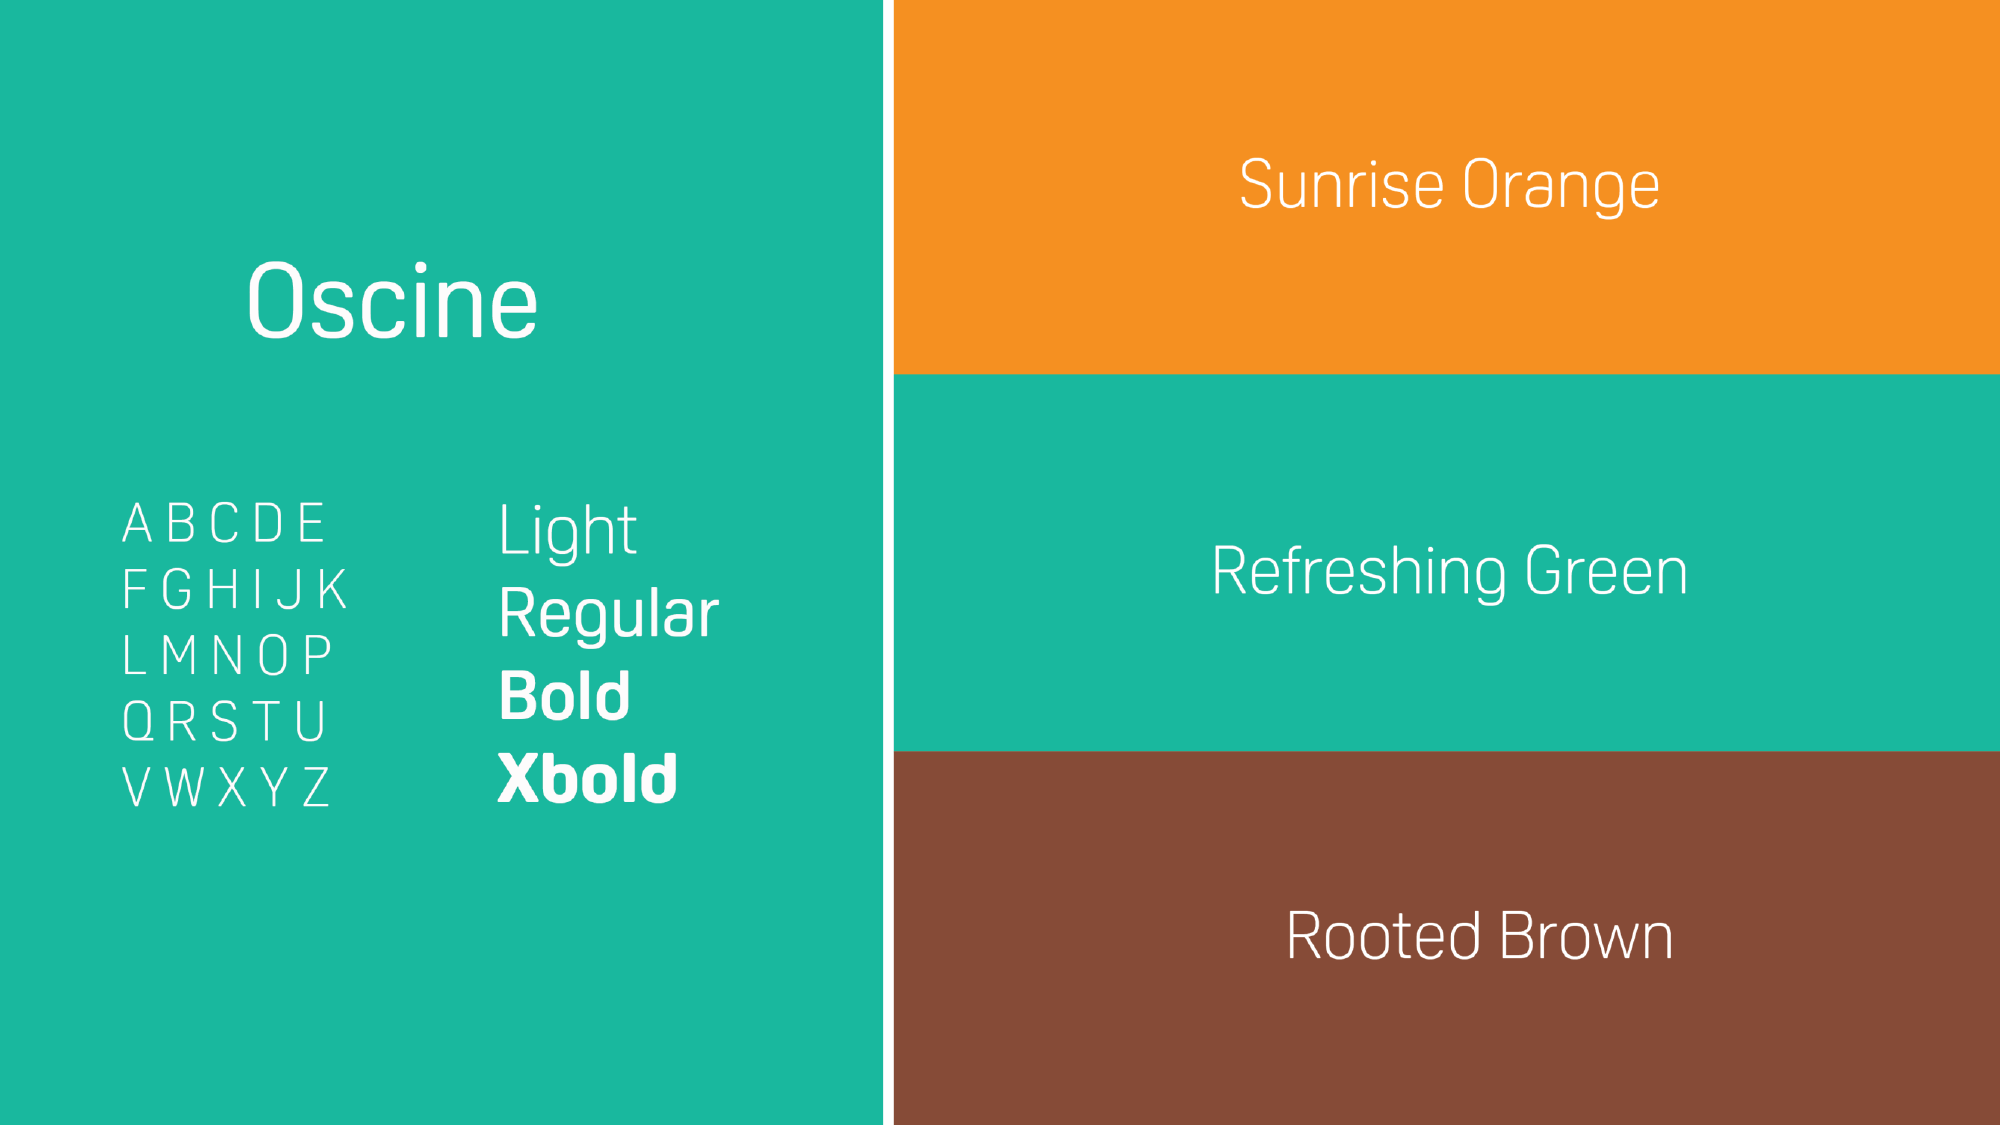 Oscine
A B C D E
F G H I J K
L M N O P
Q R S T U
V W X Y Z
Light
Regular
Bold
Xbold
Sunrise Orange
Refreshing Green
Rooted Brown